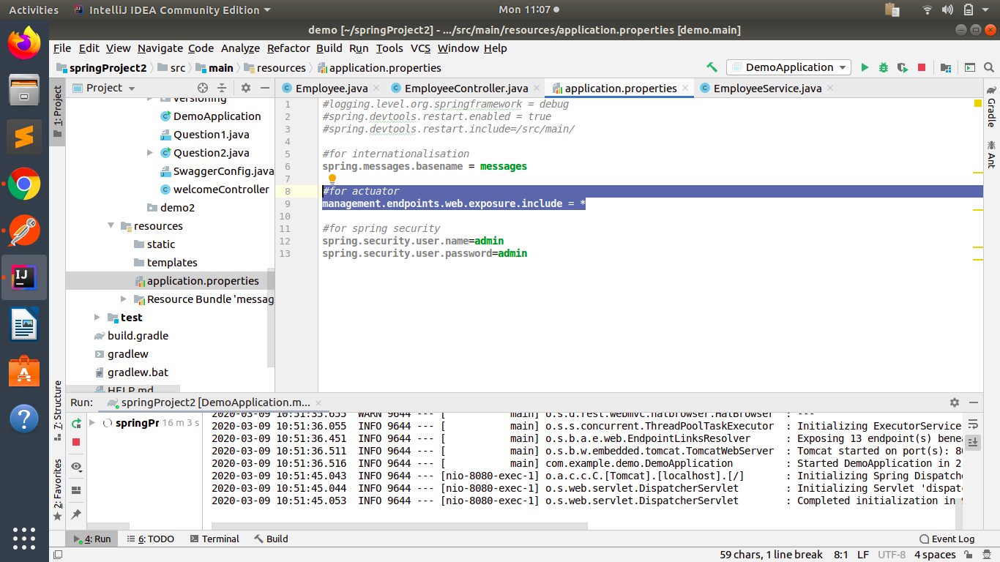 Activities IntelliJ IDEA Community Edition Mon 11:07
demo [~/springProject2] - .../src/main/resources/application.properties [demo.main]
File Edit View Navigate Code Analyze Refactor Build Run Tools VCS Window Help
springProject2 src main resources application.properties DemoApplication
1: Project
Project
versioning
DemoApplication
Question1.java
Question2.java
SwaggerConfig.java
welcomeController
demo2
resources
static
templates
application.properties
Resource Bundle 'messag
test
build.gradle
gradlew
gradlew.bat
HELP.md
Employee.java EmployeeController.java application.properties EmployeeService.java
1 #logging.level.org.springframework = debug
2 #spring.devtools.restart.enabled = true
3 #spring.devtools.restart.include=/src/main/
4
5 #for internationalisation
6 spring.messages.basename = messages
7
8 #for actuator
9 management.endpoints.web.exposure.include = *
10
11 #for spring security
12 spring.security.user.name=admin
13 spring.security.user.password=admin
Gradle
Ant
7: Structure
2: Favorites
Run: springProject2 [DemoApplication.m...
springPr 16 m 3 s
2020-03-09 10:51:35.655 WARN 9644 --- [ main] o.s.d.rest.webmvc.halbrowser.HalBrowser : ---
2020-03-09 10:51:36.055 INFO 9644 --- [ main] o.s.s.concurrent.ThreadPoolTaskExecutor : Initializing ExecutorService
2020-03-09 10:51:36.451 INFO 9644 --- [ main] o.s.b.a.e.web.EndpointLinksResolver : Exposing 13 endpoint(s) benea
2020-03-09 10:51:36.511 INFO 9644 --- [ main] o.s.b.w.embedded.tomcat.TomcatWebServer : Tomcat started on port(s): 80
2020-03-09 10:51:36.516 INFO 9644 --- [ main] com.example.demo.DemoApplication : Started DemoApplication in 2
2020-03-09 10:51:45.043 INFO 9644 --- [nio-8080-exec-1] o.a.c.c.C.[Tomcat].[localhost].[/] : Initializing Spring Dispatch
2020-03-09 10:51:45.044 INFO 9644 --- [nio-8080-exec-1] o.s.web.servlet.DispatcherServlet : Initializing Servlet 'dispat
2020-03-09 10:51:45.053 INFO 9644 --- [nio-8080-exec-1] o.s.web.servlet.DispatcherServlet : Completed initialization in
4: Run 6: TODO Terminal Build Event Log
59 chars, 1 line break 8:1 LF UTF-8 4 spaces